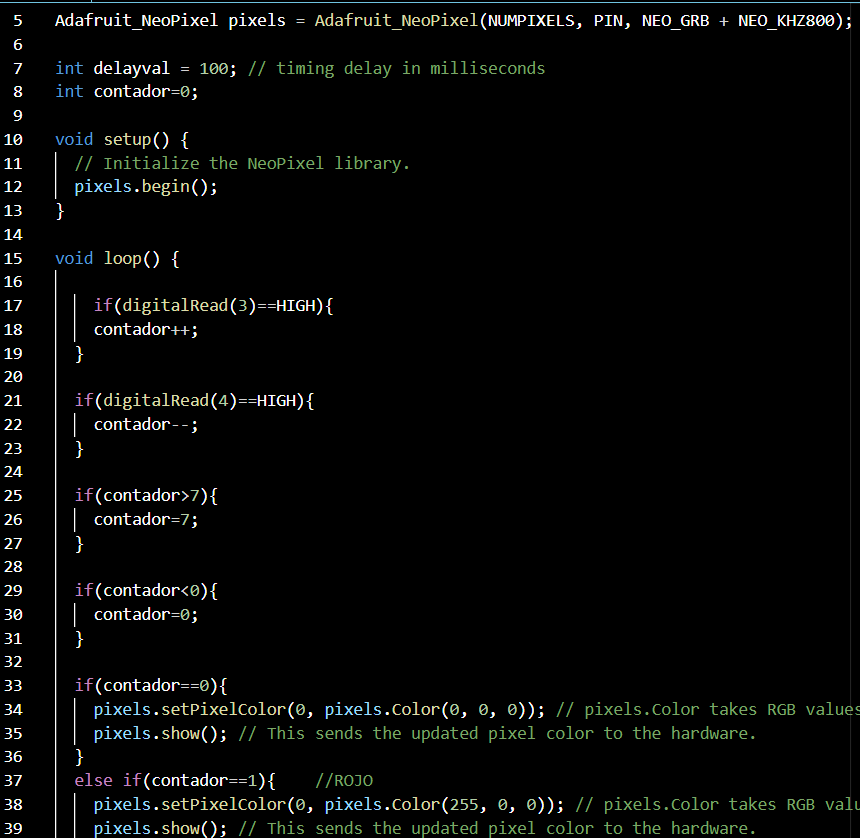 5 Adafruit_NeoPixel pixels = Adafruit_NeoPixel(NUMPIXELS, PIN, NEO_GRB + NEO_KHZ800);
6
7 int delayval = 100; // timing delay in milliseconds
8 int contador=0;
9
10 void setup() {
11 // Initialize the NeoPixel library.
12 pixels.begin();
13 }
14
15 void loop() {
16
17 if(digitalRead(3)==HIGH){
18 contador++;
19 }
20
21 if(digitalRead(4)==HIGH){
22 contador--;
23 }
24
25 if(contador>7){
26 contador=7;
27 }
28
29 if(contador<0){
30 contador=0;
31 }
32
33 if(contador==0){
34 pixels.setPixelColor(0, pixels.Color(0, 0, 0)); // pixels.Color takes RGB values
35 pixels.show(); // This sends the updated pixel color to the hardware.
36 }
37 else if(contador==1){ //ROJO
38 pixels.setPixelColor(0, pixels.Color(255, 0, 0)); // pixels.Color takes RGB valu
39 pixels.show(); // This sends the updated pixel color to the hardware.